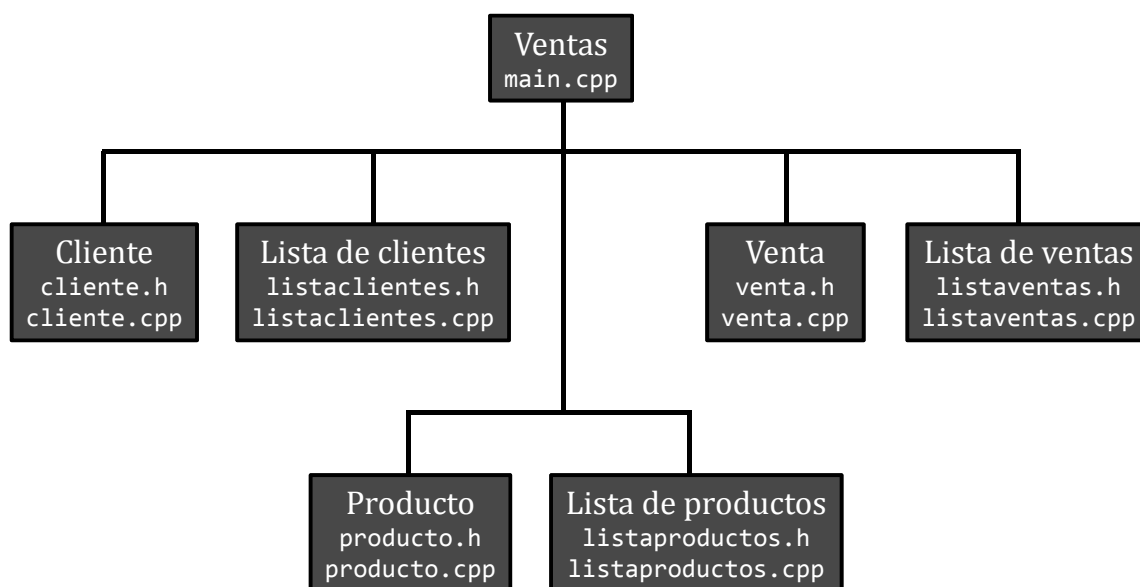 Ventas
main.cpp
Cliente
cliente.h
cliente.cpp
Lista de clientes
listaclientes.h
listaclientes.cpp
Venta
venta.h
venta.cpp
Lista de ventas
listaventas.h
listaventas.cpp
Producto
producto.h
producto.cpp
Lista de productos
listaproductos.h
listaproductos.cpp